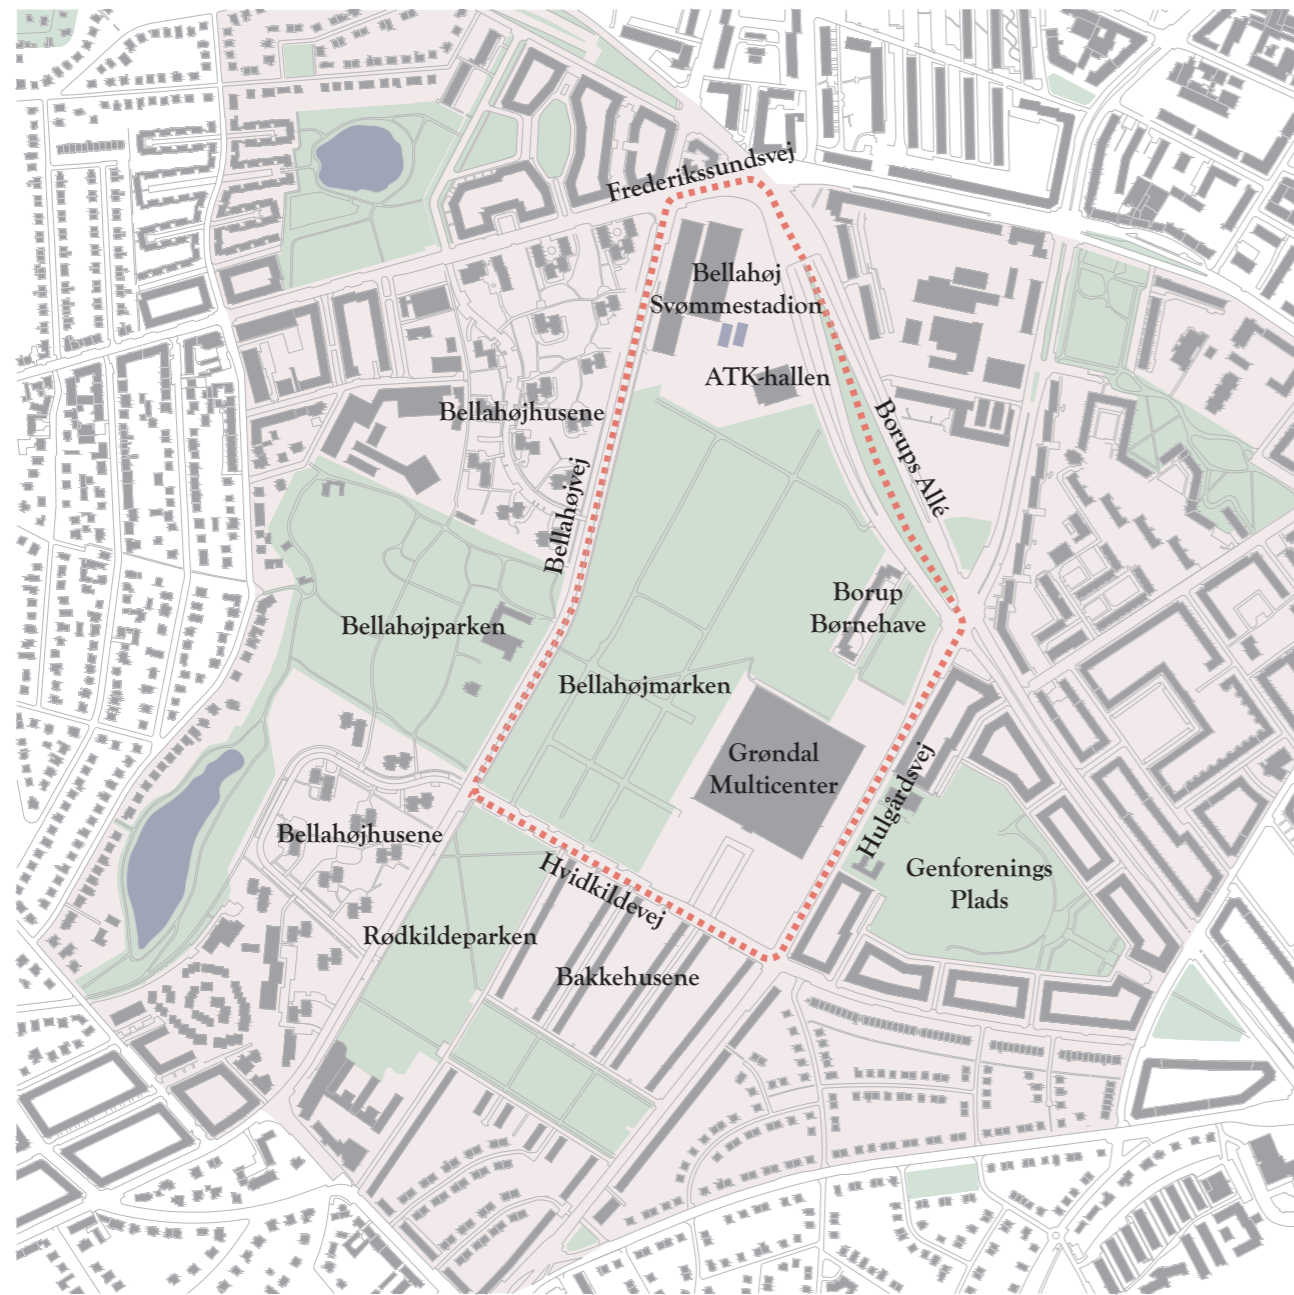 Frederikssundsvej
Bellahøj
Svømmestadion
ATK-hallen
Bellahøjhusene
Borups Allé
Bellahøjvej
Borup
Børnehave
Bellahøjparken
Bellahøjmarken
Grøndal
Multicenter
Hulgårdsvej
Bellahøjhusene
Hvidkildevej
Genforenings
Plads
Rødkildeparken
Bakkehusene